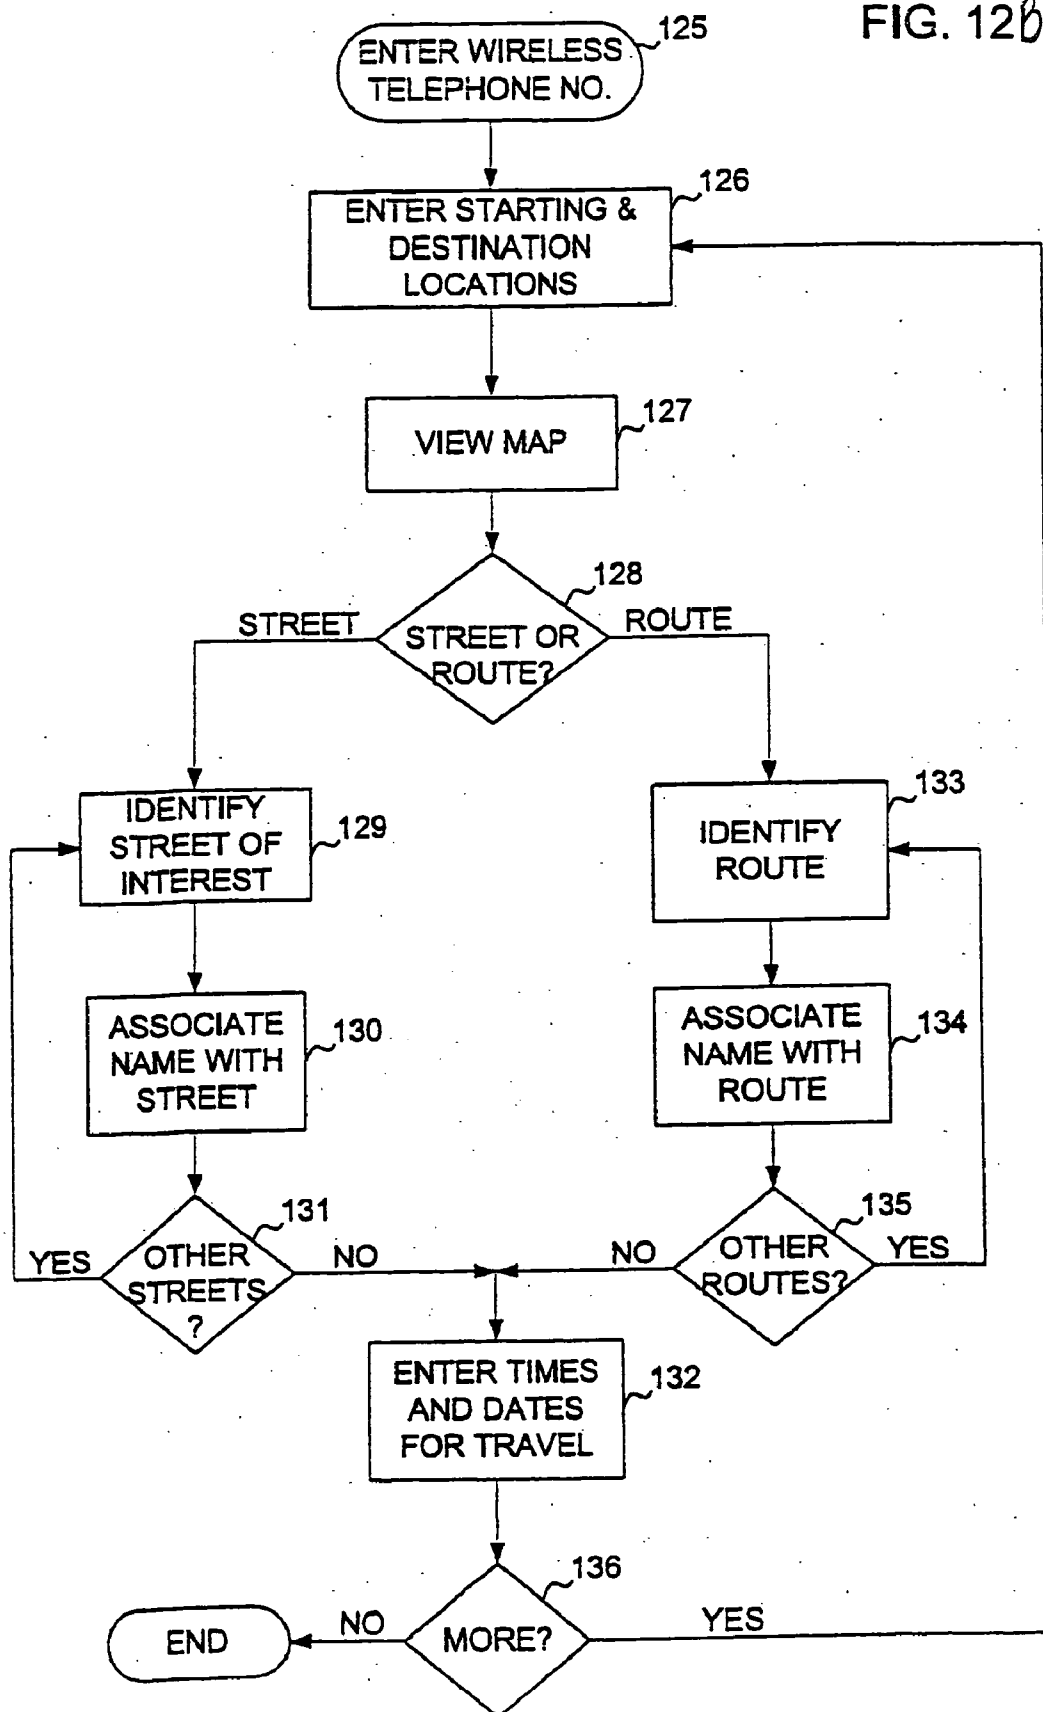 FIG. 12B
ENTER WIRELESS
TELEPHONE NO.
125
ENTER STARTING &
DESTINATION
LOCATIONS
126
VIEW MAP
127
128
STREET
ROUTE
STREET OR
ROUTE?
IDENTIFY
STREET OF
INTEREST
129
IDENTIFY
ROUTE
133
ASSOCIATE
NAME WITH
STREET
130
ASSOCIATE
NAME WITH
ROUTE
134
131
YES
OTHER
STREETS
?
NO
135
NO
OTHER
ROUTES?
YES
ENTER TIMES
AND DATES
FOR TRAVEL
132
136
END
NO
MORE?
YES